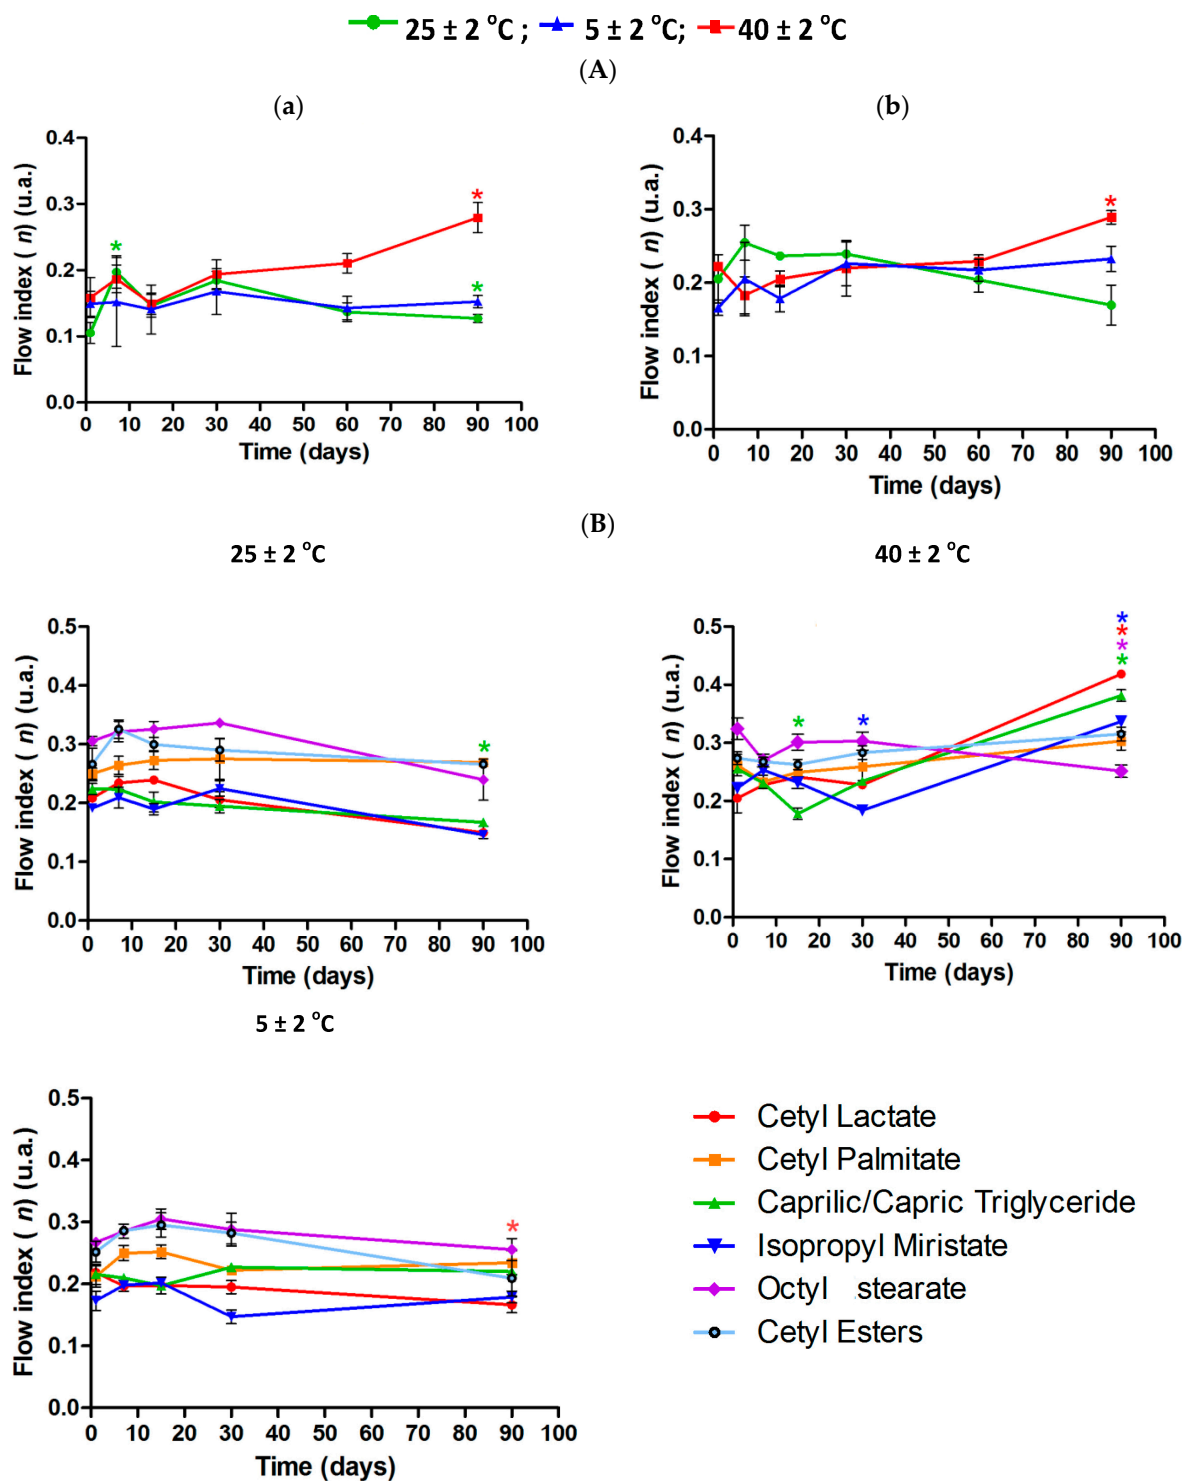 25 ± 2 °C ; 5 ± 2 °C; 40 ± 2 °C
(A)
(a)
(b)
Flow index ( n) (u.a.)
0.4
0.3
0.2
0.1
0.0
0 10 20 30 40 50 60 70 80 90 100
Time (days)
*
*
*
Flow index ( n) (u.a.)
0.4
0.3
0.2
0.1
0.0
0 10 20 30 40 50 60 70 80 90 100
Time (days)
*
(B)
25 ± 2 °C
Flow index ( n) (u.a.)
0.5
0.4
0.3
0.2
0.1
0.0
0 10 20 30 40 50 60 70 80 90 100
Time (days)
*
40 ± 2 °C
Flow index ( n) (u.a.)
0.5
0.4
0.3
0.2
0.1
0.0
0 10 20 30 40 50 60 70 80 90 100
Time (days)
*
*
*
*
*
*
5 ± 2 °C
Flow index ( n) (u.a.)
0.5
0.4
0.3
0.2
0.1
0.0
0 10 20 30 40 50 60 70 80 90 100
Time (days)
*
Cetyl Lactate
Cetyl Palmitate
Caprilic/Capric Triglyceride
Isopropyl Miristate
Octyl stearate
Cetyl Esters